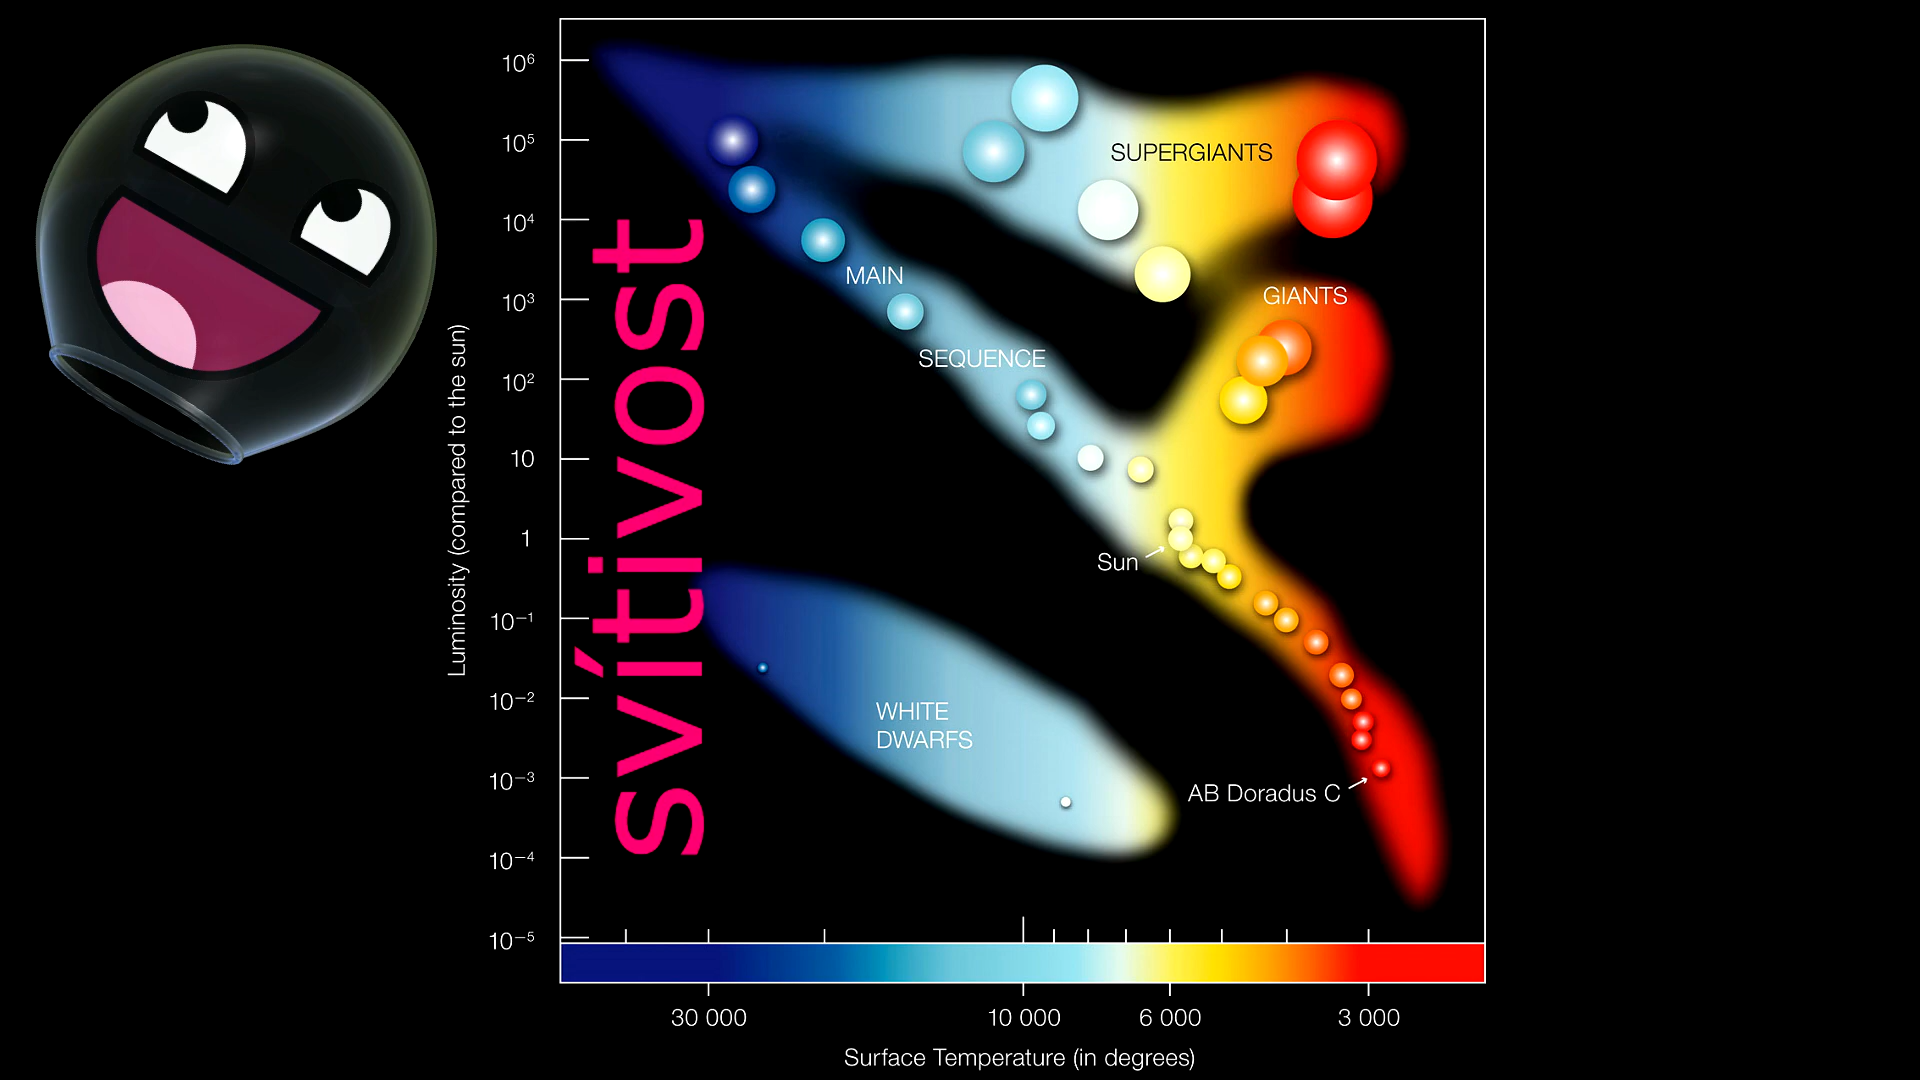 10⁶
10⁵
10⁴
10³
10²
10
1
10⁻¹
10⁻²
10⁻³
10⁻⁴
10⁻⁵
Luminosity (compared to the sun)
svítivost
SUPERGIANTS
MAIN
SEQUENCE
GIANTS
Sun
WHITE
DWARFS
AB Doradus C
30 000
10 000
6 000
3 000
Surface Temperature (in degrees)